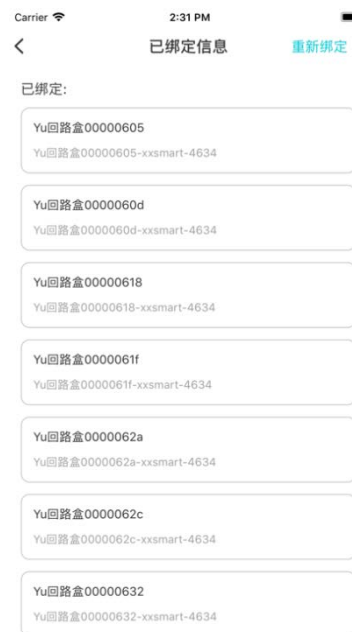 Carrier
2:31 PM
已绑定信息
重新绑定
已绑定:
Yu回路盒00000605
Yu回路盒00000605-xxsmart-4634
Yu回路盒0000060d
Yu回路盒0000060d-xxsmart-4634
Yu回路盒00000618
Yu回路盒00000618-xxsmart-4634
Yu回路盒0000061f
Yu回路盒0000061f-xxsmart-4634
Yu回路盒0000062a
Yu回路盒0000062a-xxsmart-4634
Yu回路盒0000062c
Yu回路盒0000062c-xxsmart-4634
Yu回路盒00000632
Yu回路盒00000632-xxsmart-4634